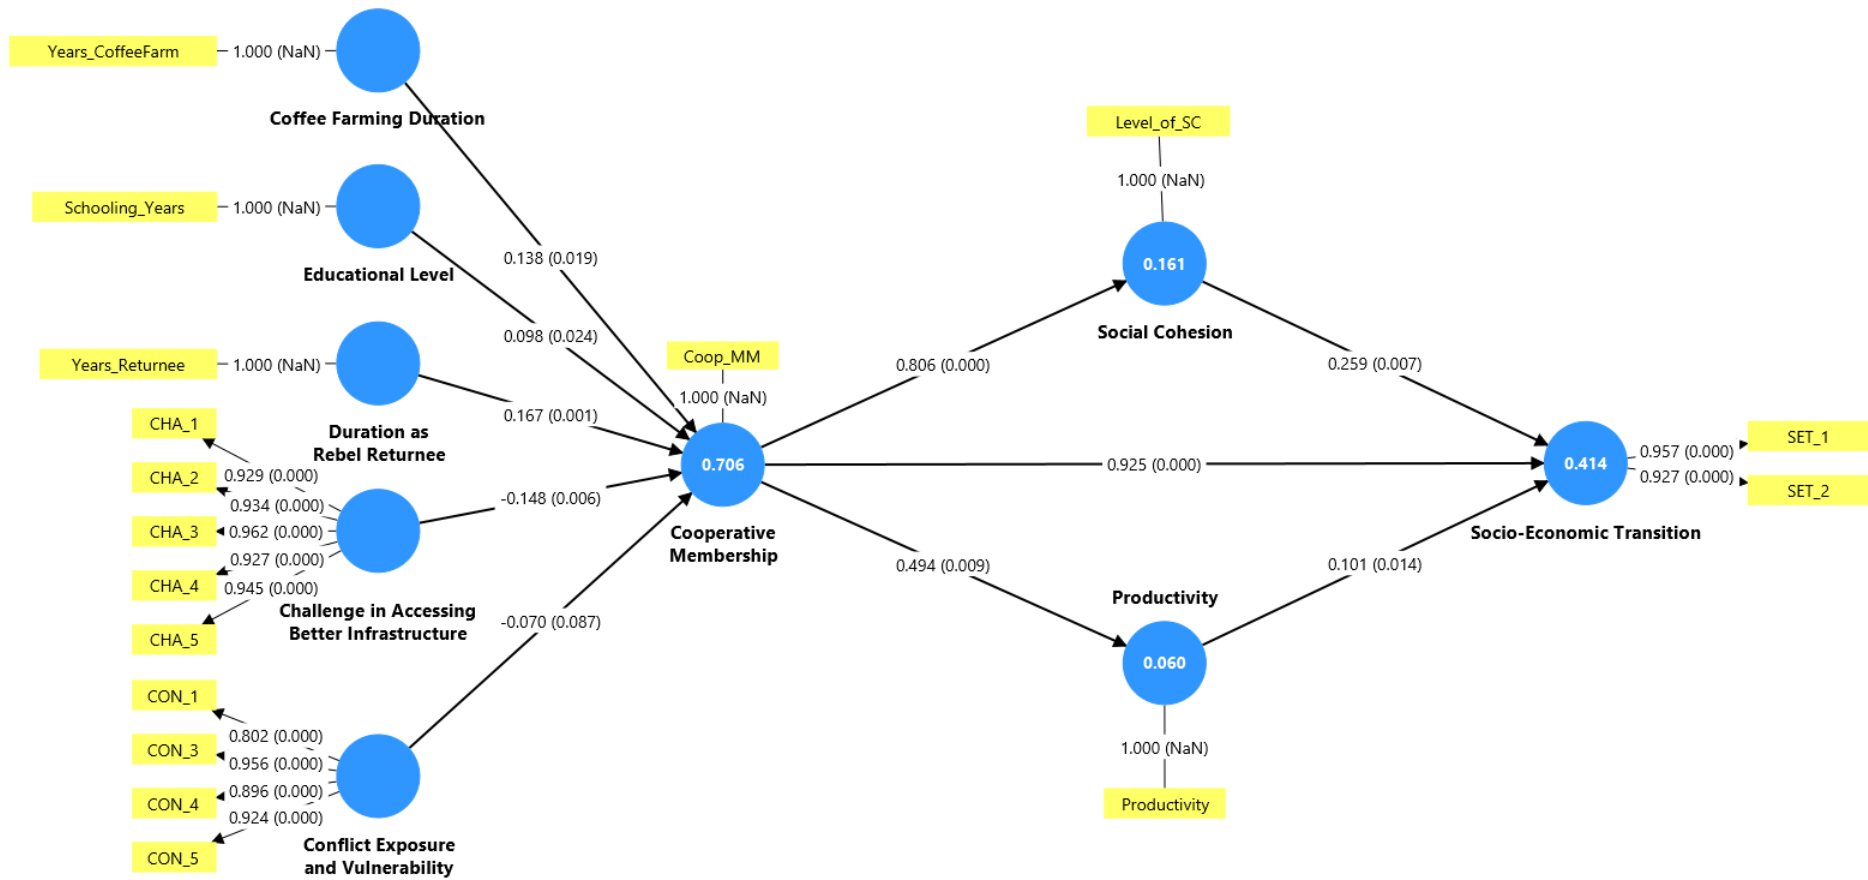 Years_CoffeeFarm
1.000 (NaN)
Coffee Farming Duration
Schooling_Years
1.000 (NaN)
Educational Level
Years_Returnee
1.000 (NaN)
Duration as
Rebel Returnee
CHA_1
CHA_2
CHA_3
CHA_4
CHA_5
0.929 (0.000)
0.934 (0.000)
0.962 (0.000)
0.927 (0.000)
0.945 (0.000)
Challenge in Accessing
Better Infrastructure
CON_1
CON_3
CON_4
CON_5
0.802 (0.000)
0.956 (0.000)
0.896 (0.000)
0.924 (0.000)
Conflict Exposure
and Vulnerability
0.138 (0.019)
0.098 (0.024)
0.167 (0.001)
-0.148 (0.006)
-0.070 (0.087)
Coop_MM
1.000 (NaN)
0.706
Cooperative
Membership
0.806 (0.000)
0.925 (0.000)
0.494 (0.009)
Level_of_SC
1.000 (NaN)
0.161
Social Cohesion
Productivity
0.060
1.000 (NaN)
Productivity
0.259 (0.007)
0.101 (0.014)
0.414
Socio-Economic Transition
0.957 (0.000)
0.927 (0.000)
SET_1
SET_2